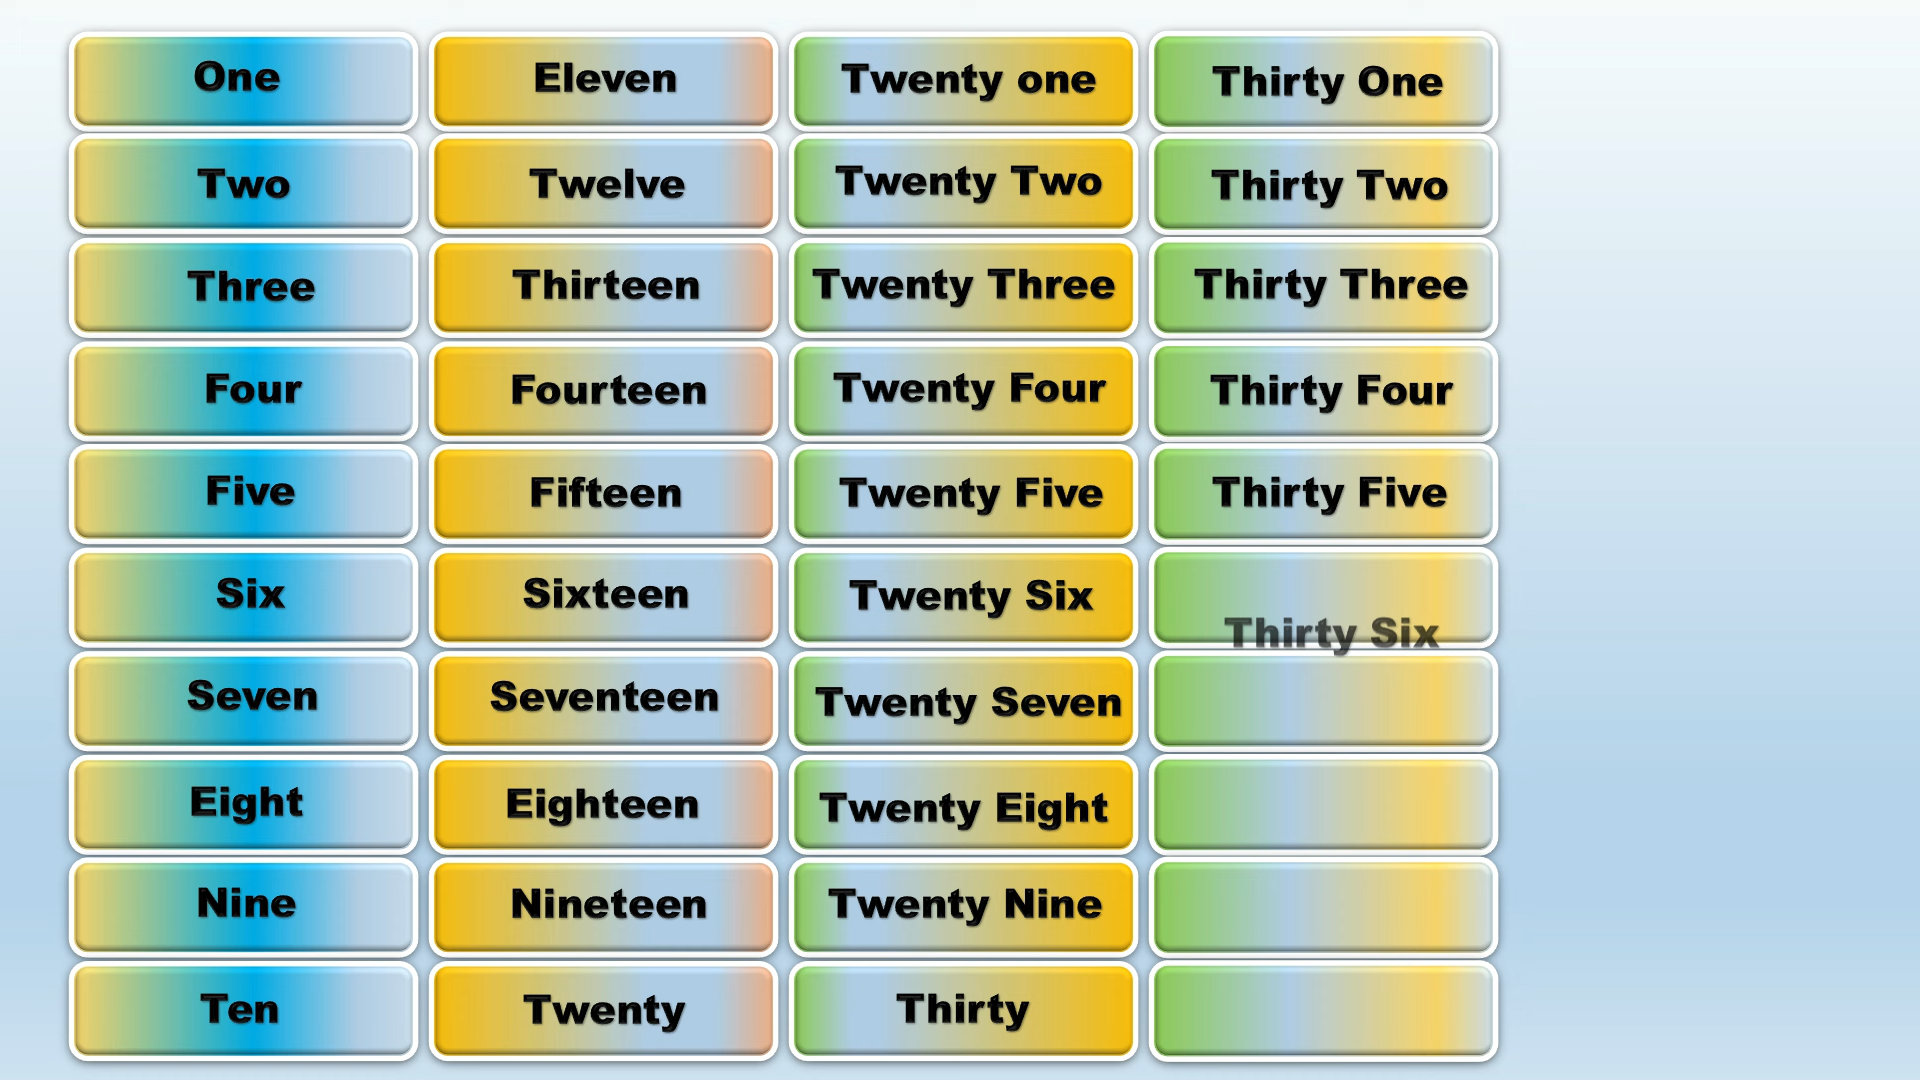 One
Two
Three
Four
Five
Six
Seven
Eight
Nine
Ten
Eleven
Twelve
Thirteen
Fourteen
Fifteen
Sixteen
Seventeen
Eighteen
Nineteen
Twenty
Twenty one
Twenty Two
Twenty Three
Twenty Four
Twenty Five
Twenty Six
Twenty Seven
Twenty Eight
Twenty Nine
Thirty
Thirty One
Thirty Two
Thirty Three
Thirty Four
Thirty Five
Thirty Six